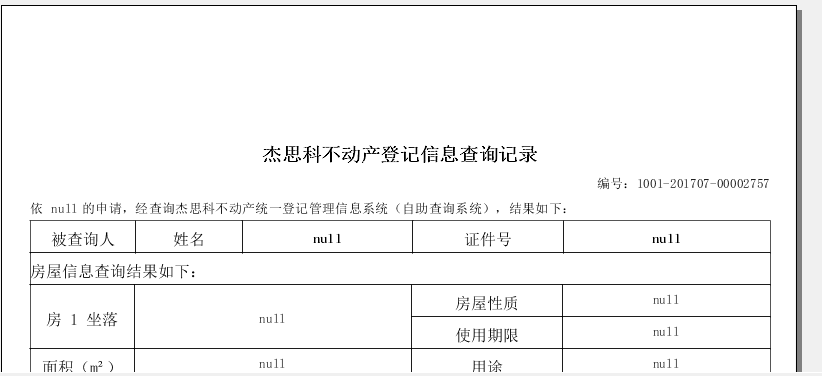 杰思科不动产登记信息查询记录
编号：1001-201707-00002757
依 null 的申请，经查询杰思科不动产统一登记管理信息系统（自助查询系统），结果如下：
被查询人 姓名 null 证件号 null
房屋信息查询结果如下：
房 1 坐落 null 房屋性质 null
使用期限 null
面积（m²） null 用途 null